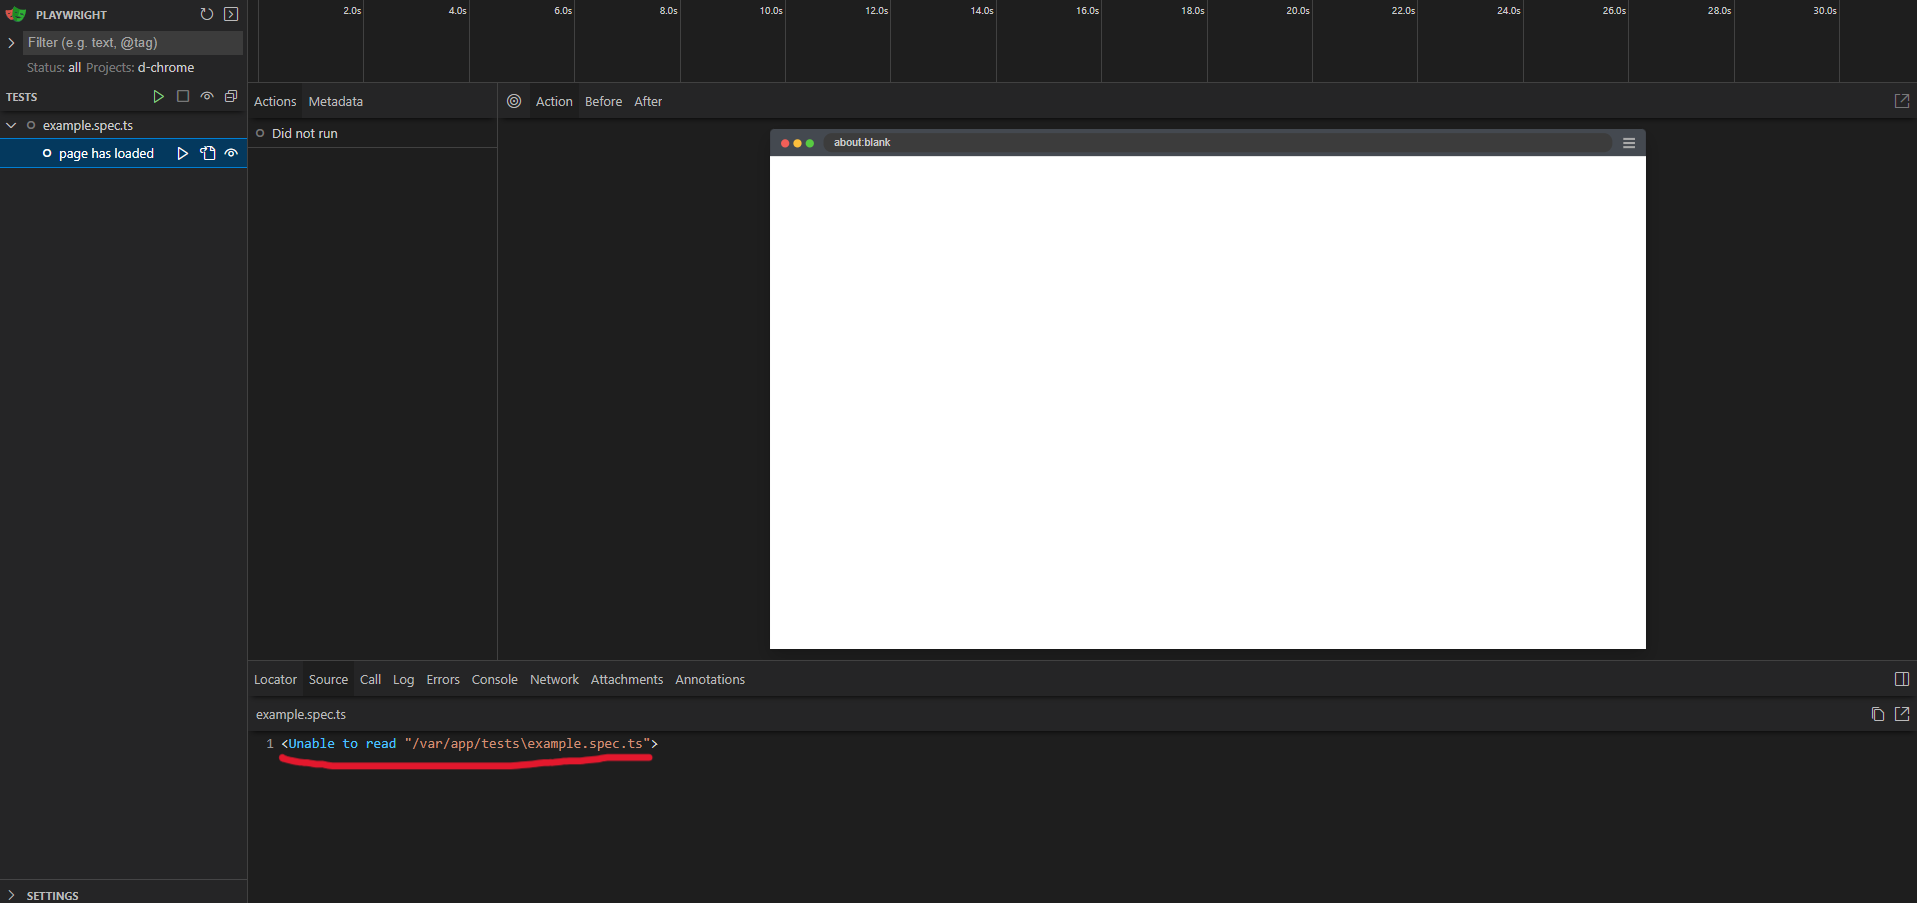 PLAYWRIGHT
Filter (e.g. text, @tag)
Status: all Projects: d-chrome
TESTS
example.spec.ts
page has loaded
SETTINGS
2.0s 4.0s 6.0s 8.0s 10.0s 12.0s 14.0s 16.0s 18.0s 20.0s 22.0s 24.0s 26.0s 28.0s 30.0s
Actions Metadata
Did not run
Action Before After
about:blank
Locator Source Call Log Errors Console Network Attachments Annotations
example.spec.ts
1 <Unable to read "/var/app/tests\example.spec.ts">